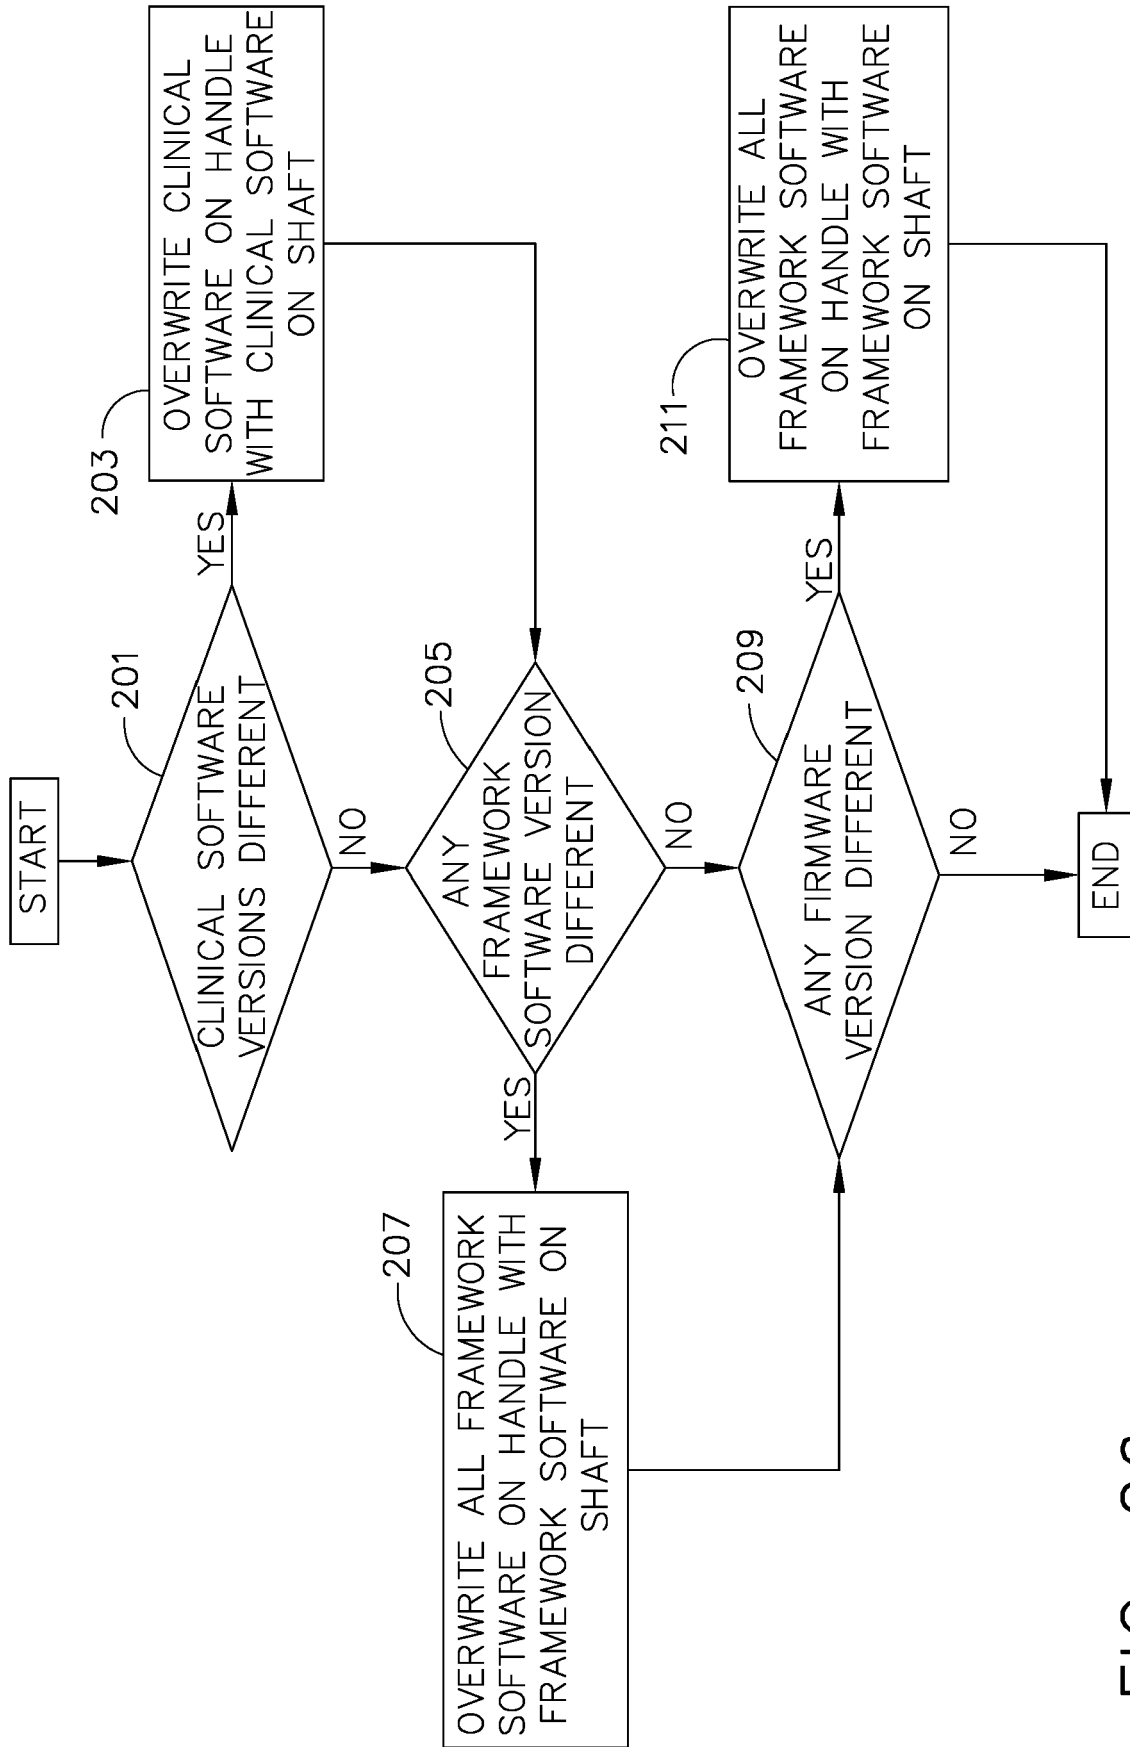 START
201
CLINICAL SOFTWARE
VERSIONS DIFFERENT
YES
NO
203
OVERWRITE CLINICAL
SOFTWARE ON HANDLE
WITH CLINICAL SOFTWARE
ON SHAFT
205
ANY
FRAMEWORK
SOFTWARE VERSION
DIFFERENT
YES
NO
207
OVERWRITE ALL FRAMEWORK
SOFTWARE ON HANDLE WITH
FRAMEWORK SOFTWARE ON
SHAFT
209
ANY FIRMWARE
VERSION DIFFERENT
YES
NO
211
OVERWRITE ALL
FRAMEWORK SOFTWARE
ON HANDLE WITH
FRAMEWORK SOFTWARE
ON SHAFT
END